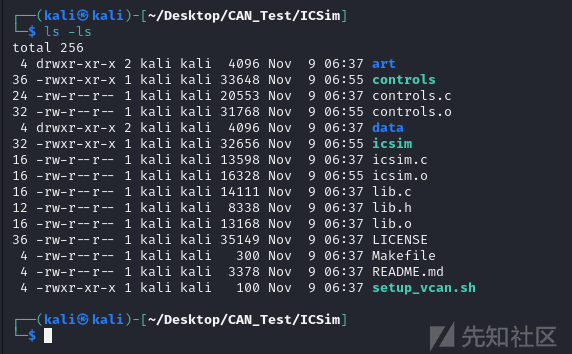 ┌──(kali㉿kali)-[~/Desktop/CAN_Test/ICSim]
└─$ ls -ls
total 256
 4 drwxr-xr-x 2 kali kali  4096 Nov  9 06:37 art
36 -rwxr-xr-x 1 kali kali 33648 Nov  9 06:55 controls
24 -rw-r--r-- 1 kali kali 20553 Nov  9 06:37 controls.c
32 -rw-r--r-- 1 kali kali 31768 Nov  9 06:55 controls.o
 4 drwxr-xr-x 2 kali kali  4096 Nov  9 06:37 data
32 -rwxr-xr-x 1 kali kali 32656 Nov  9 06:55 icsim
16 -rw-r--r-- 1 kali kali 13598 Nov  9 06:37 icsim.c
16 -rw-r--r-- 1 kali kali 16328 Nov  9 06:55 icsim.o
16 -rw-r--r-- 1 kali kali 14111 Nov  9 06:37 lib.c
12 -rw-r--r-- 1 kali kali  8338 Nov  9 06:37 lib.h
16 -rw-r--r-- 1 kali kali 13168 Nov  9 06:37 lib.o
36 -rw-r--r-- 1 kali kali 35149 Nov  9 06:37 LICENSE
 4 -rw-r--r-- 1 kali kali   300 Nov  9 06:37 Makefile
 4 -rw-r--r-- 1 kali kali  3378 Nov  9 06:37 README.md
 4 -rwxr-xr-x 1 kali kali   100 Nov  9 06:37 setup_vcan.sh
┌──(kali㉿kali)-[~/Desktop/CAN_Test/ICSim]
└─$
先知社区